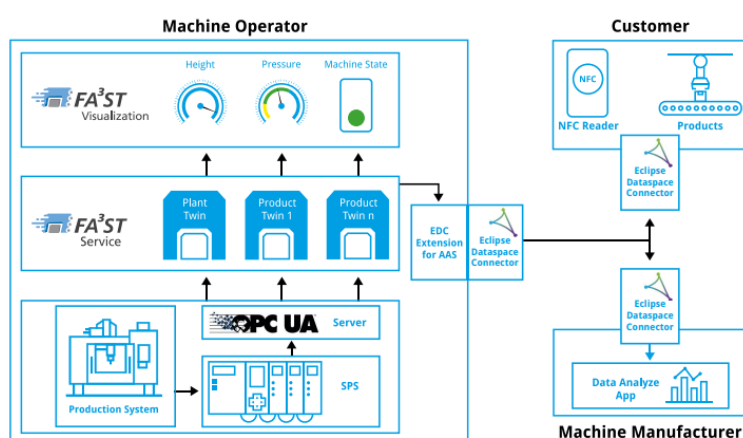 Machine Operator
Customer
FA³ST
Visualization
Height
Pressure
Machine State
NFC
NFC Reader
Products
Eclipse
Dataspace
Connector
FA³ST
Service
Plant
Twin
Product
Twin 1
Product
Twin n
EDC
Extension
for AAS
Eclipse
Dataspace
Connector
Eclipse
Dataspace
Connector
OPC UA
Server
Production System
SPS
Data Analyze
App
Machine Manufacturer